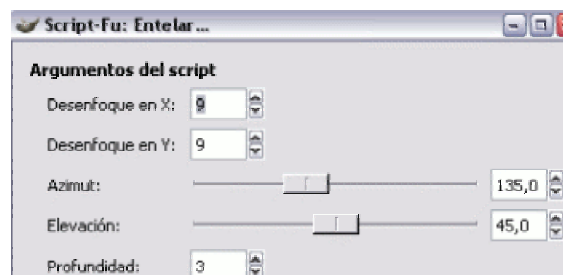 Script-Fu: Entelar...
Argumentos del script
Desenfoque en X: 9
Desenfoque en Y: 9
Azimut: 135,0
Elevación: 45,0
Profundidad: 3